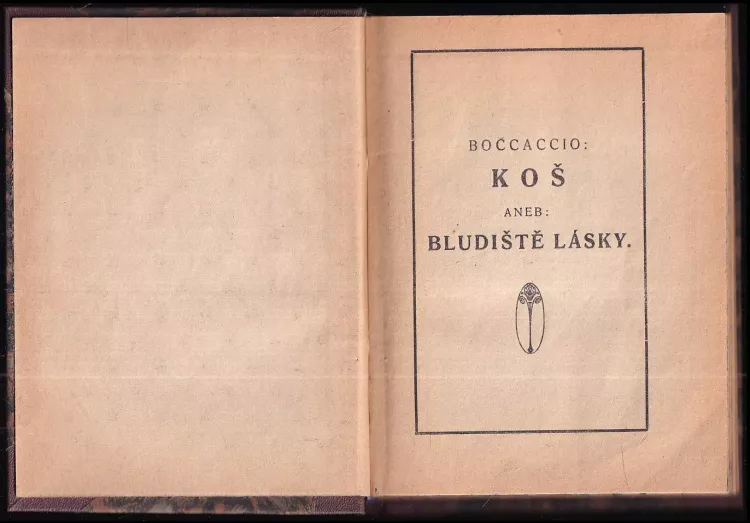 BOCCACCIO:
KOŠ
ANEB:
BLUDIŠTĚ LÁSKY.